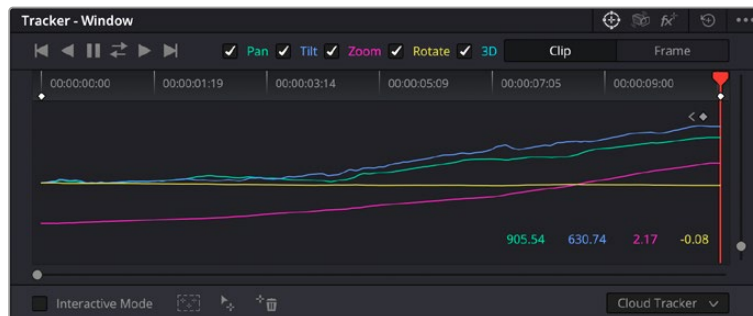 Tracker - Window
Pan Tilt Zoom Rotate 3D Clip Frame
00:00:00:00 00:00:01:19 00:00:03:14 00:00:05:09 00:00:07:05 00:00:09:00
905.54 630.74 2.17 -0.08
Interactive Mode Cloud Tracker